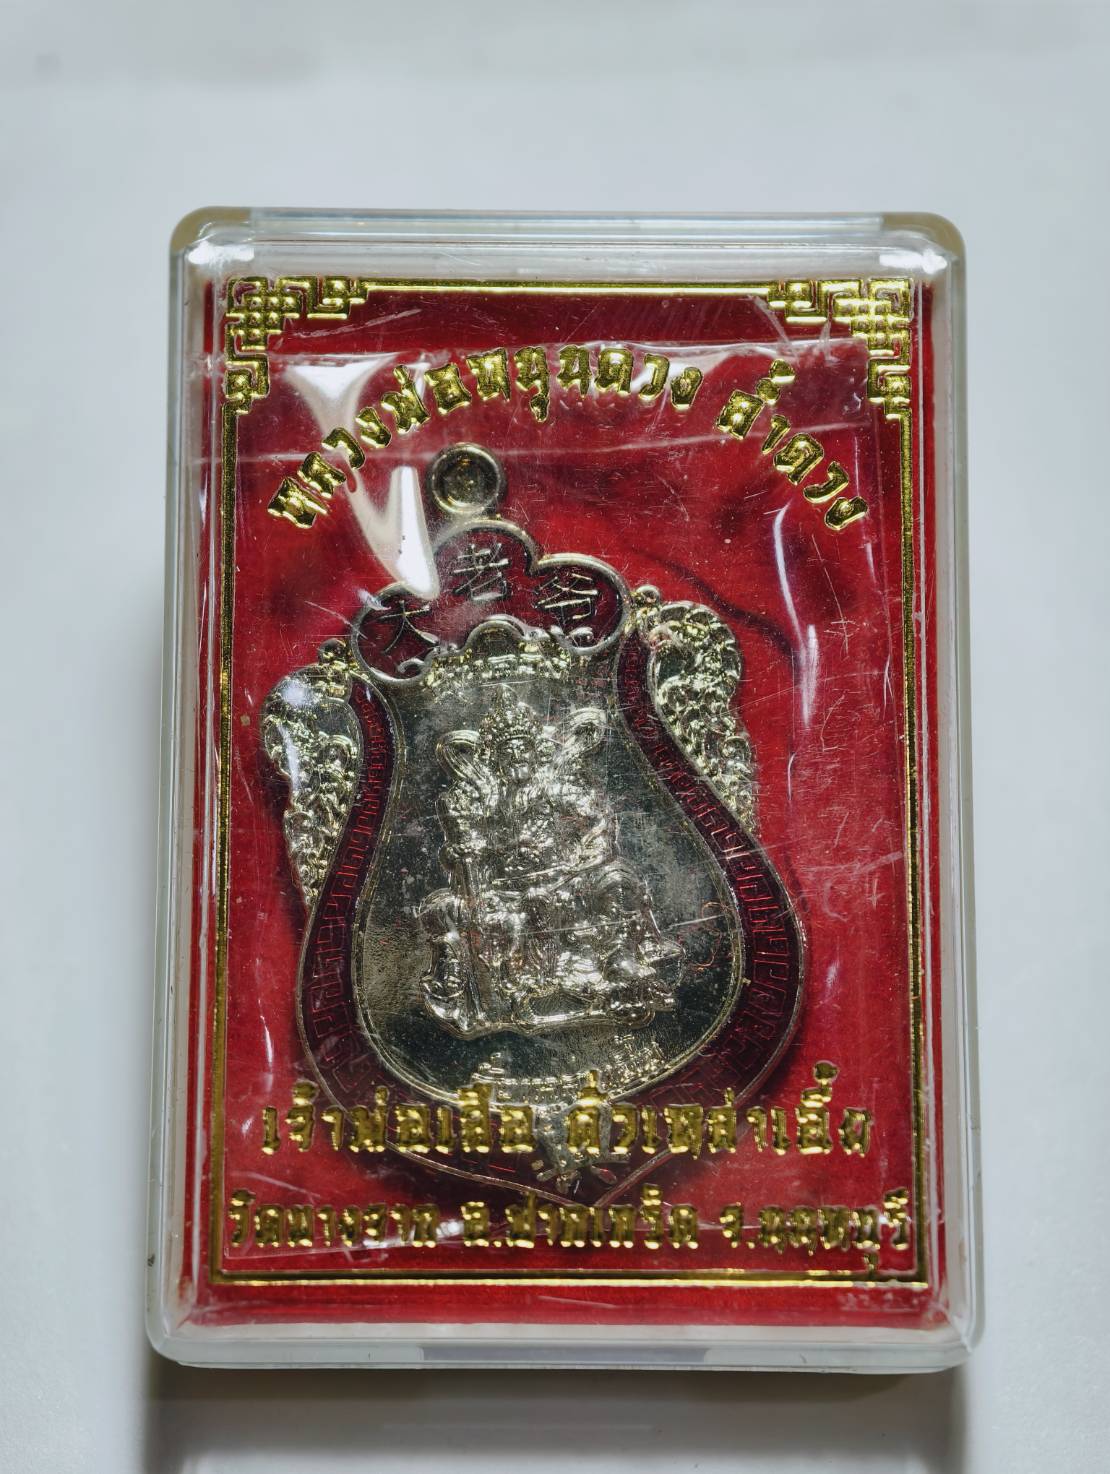 หลวงพ่อหนุนดวง ค้ำดวง
大老爷
เจ้าพ่อเสือ ตั่วเหล่าเอี้ย
วัดบางจาก อ.ปากเกร็ด จ.นนทบุรี